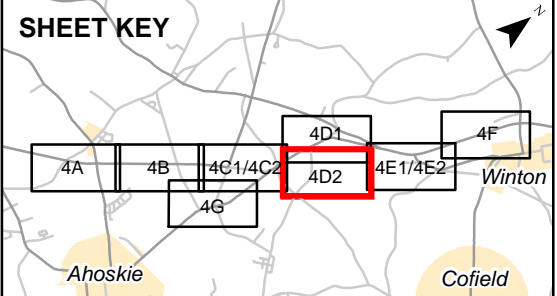 SHEET KEY
N
4D1
4F
4A
4B
4C1/4C2
4D2
4E1/4E2
Winton
4G
Ahoskie
Cofield